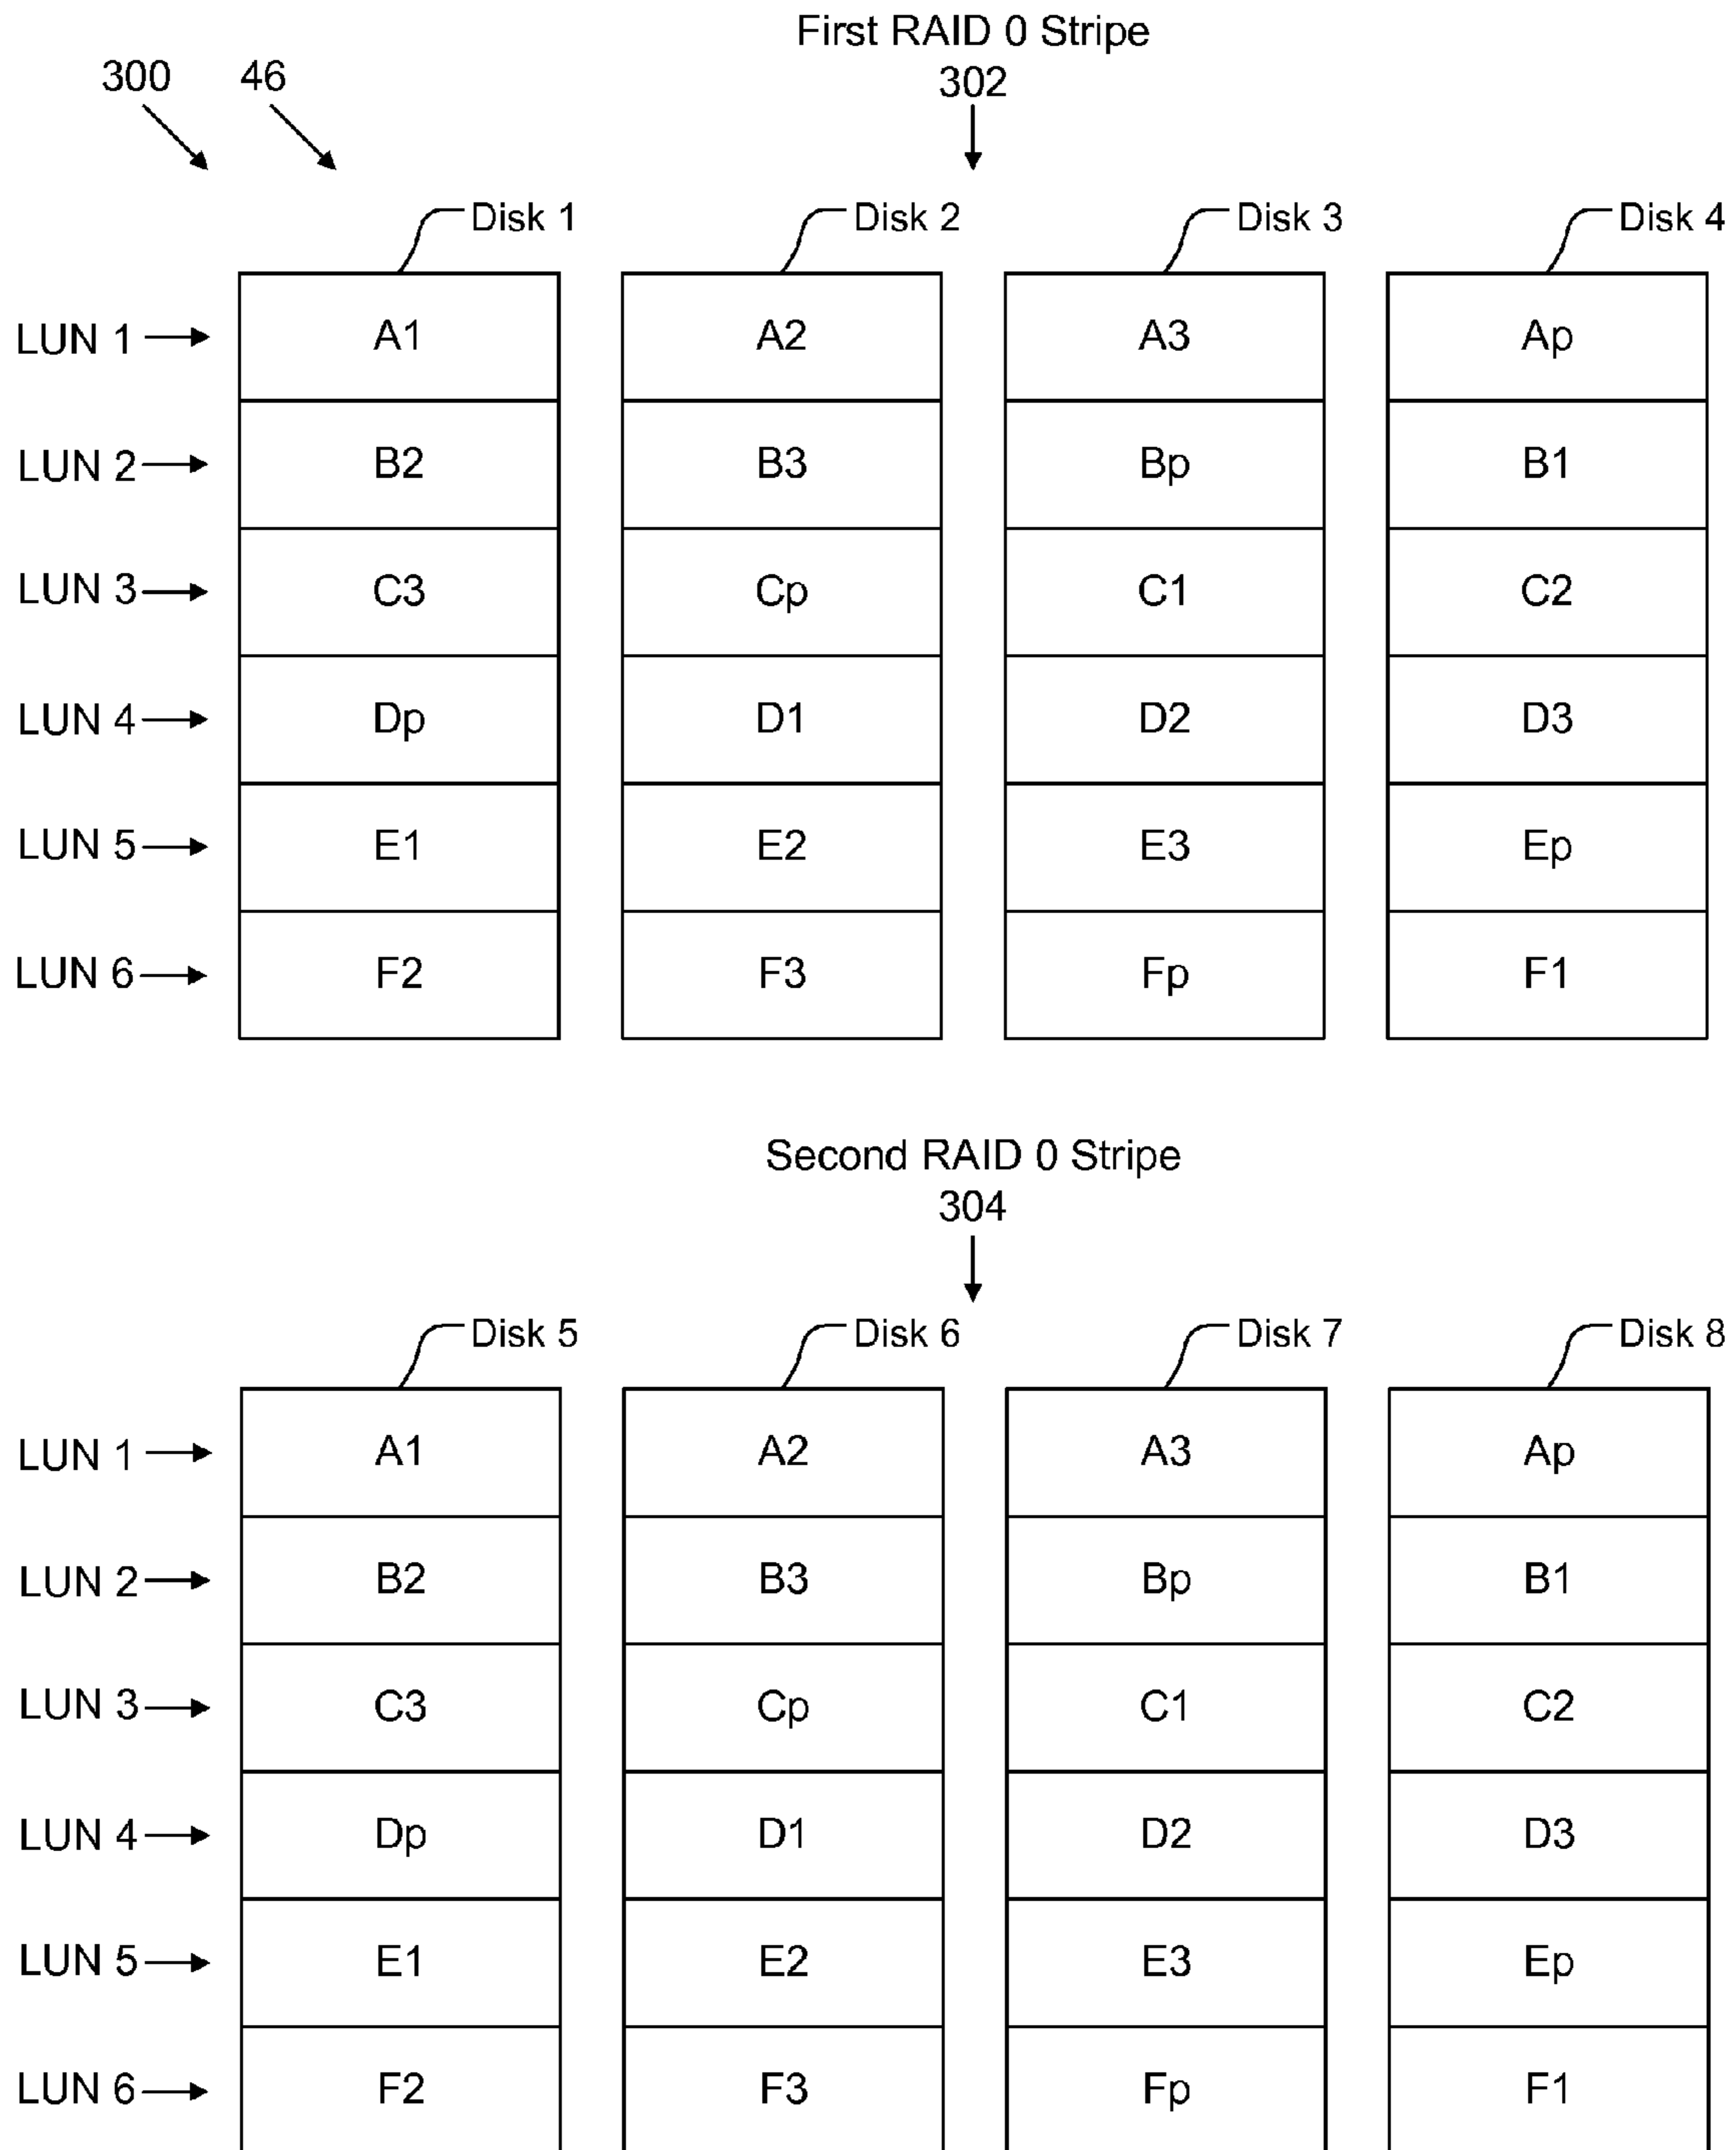 First RAID 0 Stripe
300 46 302
Disk 1 Disk 2 Disk 3 Disk 4
LUN 1 A1 A2 A3 Ap
LUN 2 B2 B3 Bp B1
LUN 3 C3 Cp C1 C2
LUN 4 Dp D1 D2 D3
LUN 5 E1 E2 E3 Ep
LUN 6 F2 F3 Fp F1
Second RAID 0 Stripe
304
Disk 5 Disk 6 Disk 7 Disk 8
LUN 1 A1 A2 A3 Ap
LUN 2 B2 B3 Bp B1
LUN 3 C3 Cp C1 C2
LUN 4 Dp D1 D2 D3
LUN 5 E1 E2 E3 Ep
LUN 6 F2 F3 Fp F1